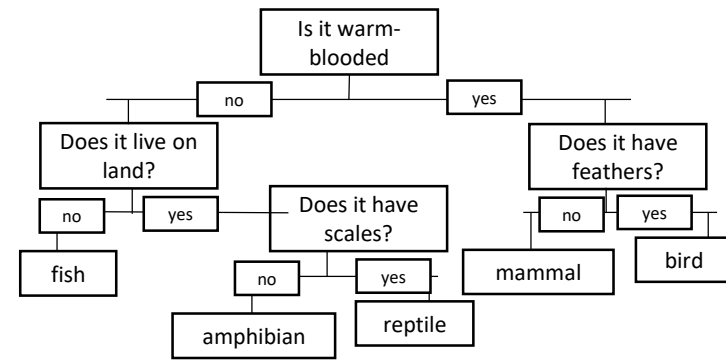 Is it warm-
blooded
no
yes
Does it live on
land?
Does it have
feathers?
no
yes
Does it have
scales?
no
yes
fish
mammal
bird
no
yes
amphibian
reptile